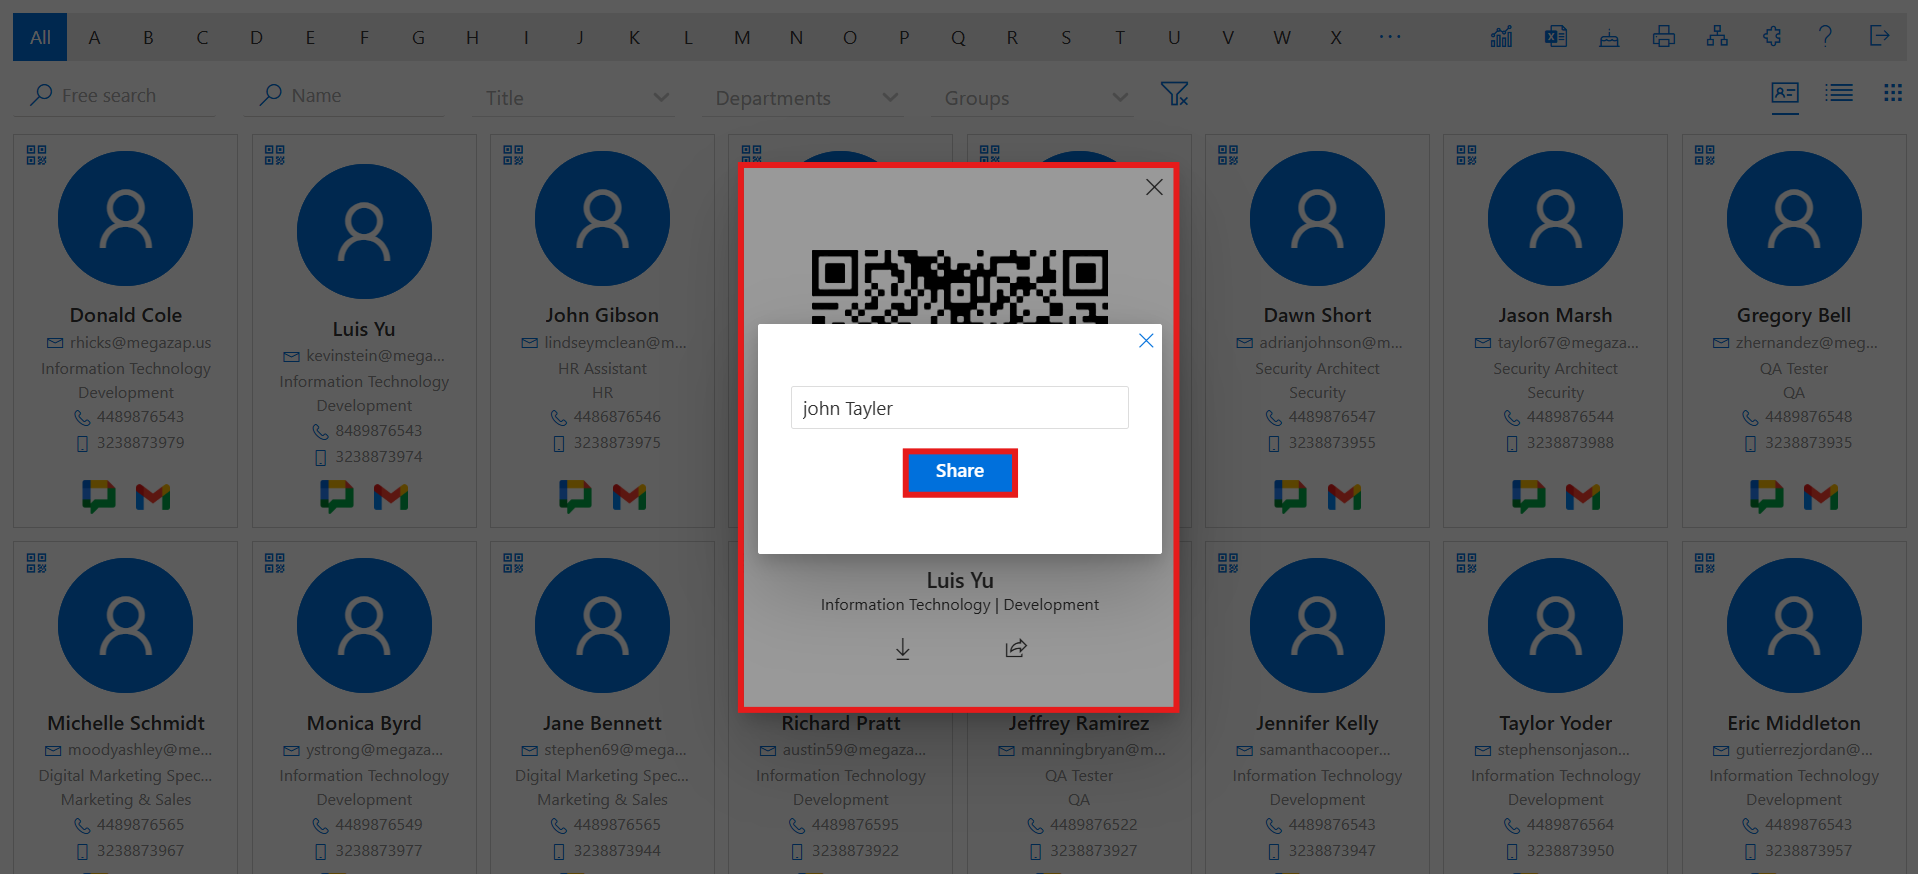 All A B C D E F G H I J K L M N O P Q R S T U V W X ...
Free search Name Title Departments Groups
Donald Cole
rhicks@megazap.us
Information Technology
Development
4489876543
3238873979
Luis Yu
kevinstein@mega...
Information Technology
Development
8489876543
3238873974
John Gibson
lindseymclean@m...
HR Assistant
HR
4486876546
3238873975
john Tayler
Share
Luis Yu
Information Technology | Development
Dawn Short
adrianjohnson@m...
Security Architect
Security
4489876547
3238873955
Jason Marsh
taylor67@megaza...
Security Architect
Security
4489876544
3238873988
Gregory Bell
zhernandez@meg...
QA Tester
QA
4489876548
3238873935
Michelle Schmidt
moodyashley@me...
Digital Marketing Spec...
Marketing & Sales
4489876565
3238873967
Monica Byrd
ystrong@megaza...
Information Technology
Development
4489876549
3238873977
Jane Bennett
stephen69@mega...
Digital Marketing Spec...
Marketing & Sales
4489876565
3238873944
Richard Pratt
austin59@megaza...
Information Technology
Development
4489876595
3238873922
Jeffrey Ramirez
manningbryan@m...
QA Tester
QA
4489876522
3238873927
Jennifer Kelly
samanthacooper...
Information Technology
Development
4489876543
3238873947
Taylor Yoder
stephensonjason...
Information Technology
Development
4489876564
3238873950
Eric Middleton
gutierrezjordan@...
Information Technology
Development
4489876543
3238873957